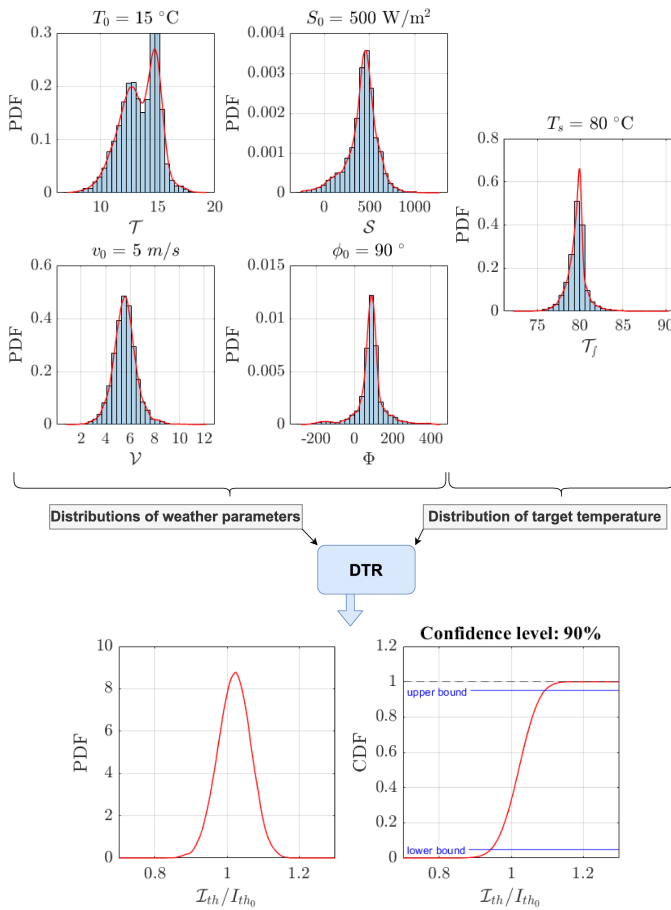 T₀ = 15 °C
PDF
0.3
0.2
0.1
0
10
15
20
𝒯
S₀ = 500 W/m²
PDF
0.004
0.003
0.002
0.001
0
0
500
1000
𝒮
T_s = 80 °C
PDF
0.8
0.6
0.4
0.2
0
75
80
85
90
𝒯_f
v₀ = 5 m/s
PDF
0.6
0.4
0.2
0
2
4
6
8
10
12
𝒱
ϕ₀ = 90 °
PDF
0.015
0.01
0.005
0
-200
0
200
400
Φ
Distributions of weather parameters
Distribution of target temperature
DTR
PDF
10
8
6
4
2
0
0.8
1
1.2
ℐ_th/I_th₀
Confidence level: 90%
CDF
1.2
1
0.8
0.6
0.4
0.2
0
upper bound
lower bound
0.8
1
1.2
ℐ_th/I_th₀